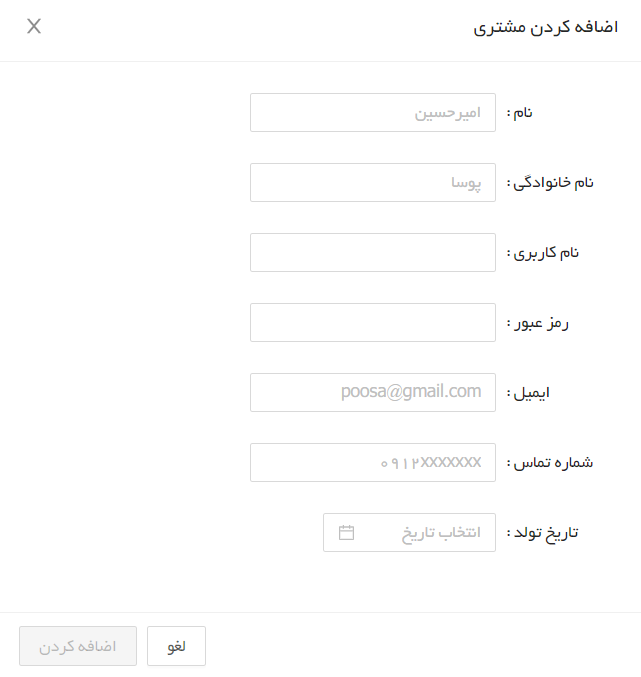 اضافه کردن مشتری
نام : امیرحسین
نام خانوادگی : پوسا
نام کاربری :
رمز عبور :
ایمیل : poosa@gmail.com
شماره تماس : ۰۹۱۲xxxxxxx
تاریخ تولد : انتخاب تاریخ
لغو اضافه کردن